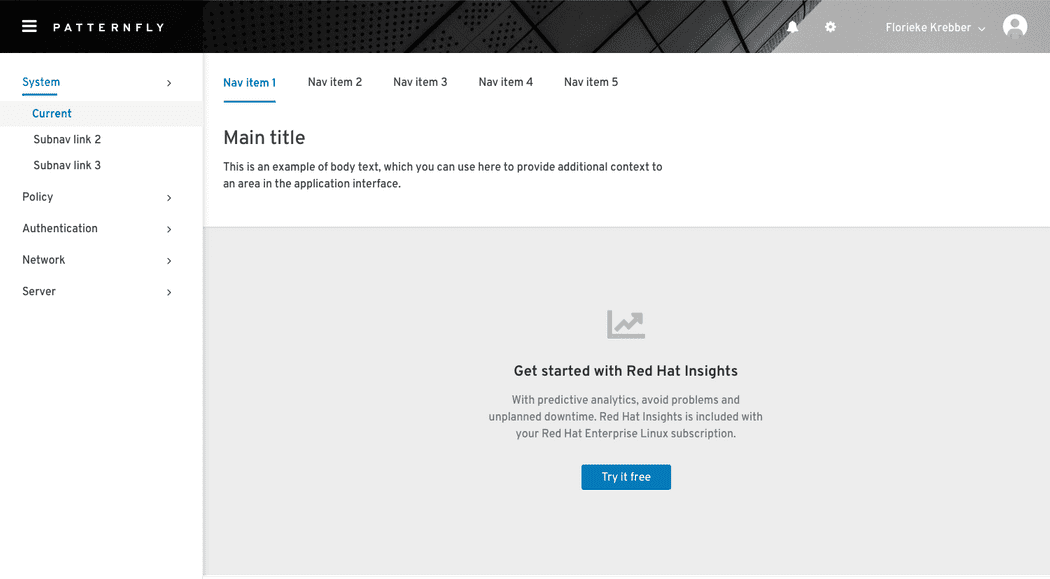 PATTERNFLY
Florieke Krebber
System
Current
Subnav link 2
Subnav link 3
Policy
Authentication
Network
Server
Nav item 1 Nav item 2 Nav item 3 Nav item 4 Nav item 5
Main title
This is an example of body text, which you can use here to provide additional context to
an area in the application interface.
Get started with Red Hat Insights
With predictive analytics, avoid problems and
unplanned downtime. Red Hat Insights is included with
your Red Hat Enterprise Linux subscription.
Try it free